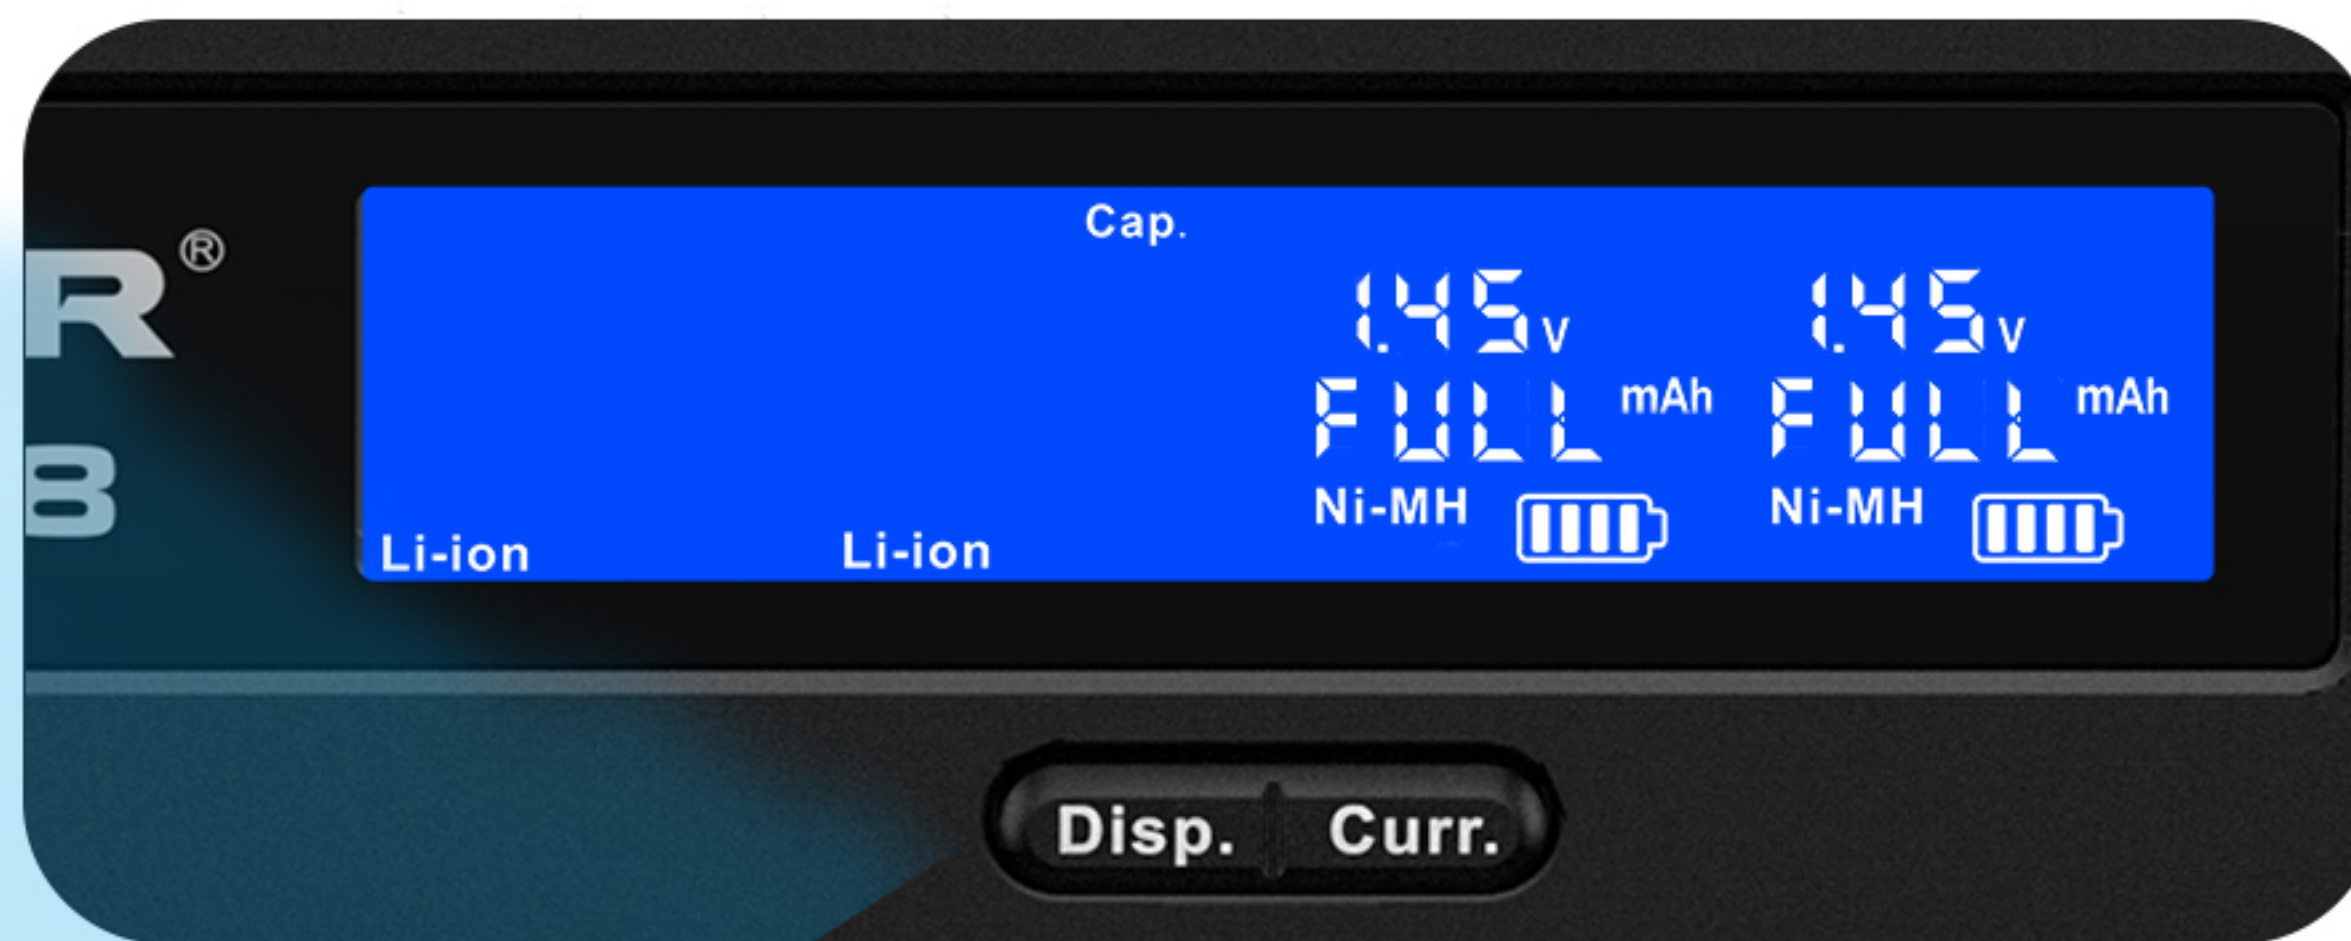 R®
B
Cap.
1.45V 1.45V
FULL mAh FULL mAh
Ni-MH Ni-MH
Li-ion Li-ion
Disp. Curr.